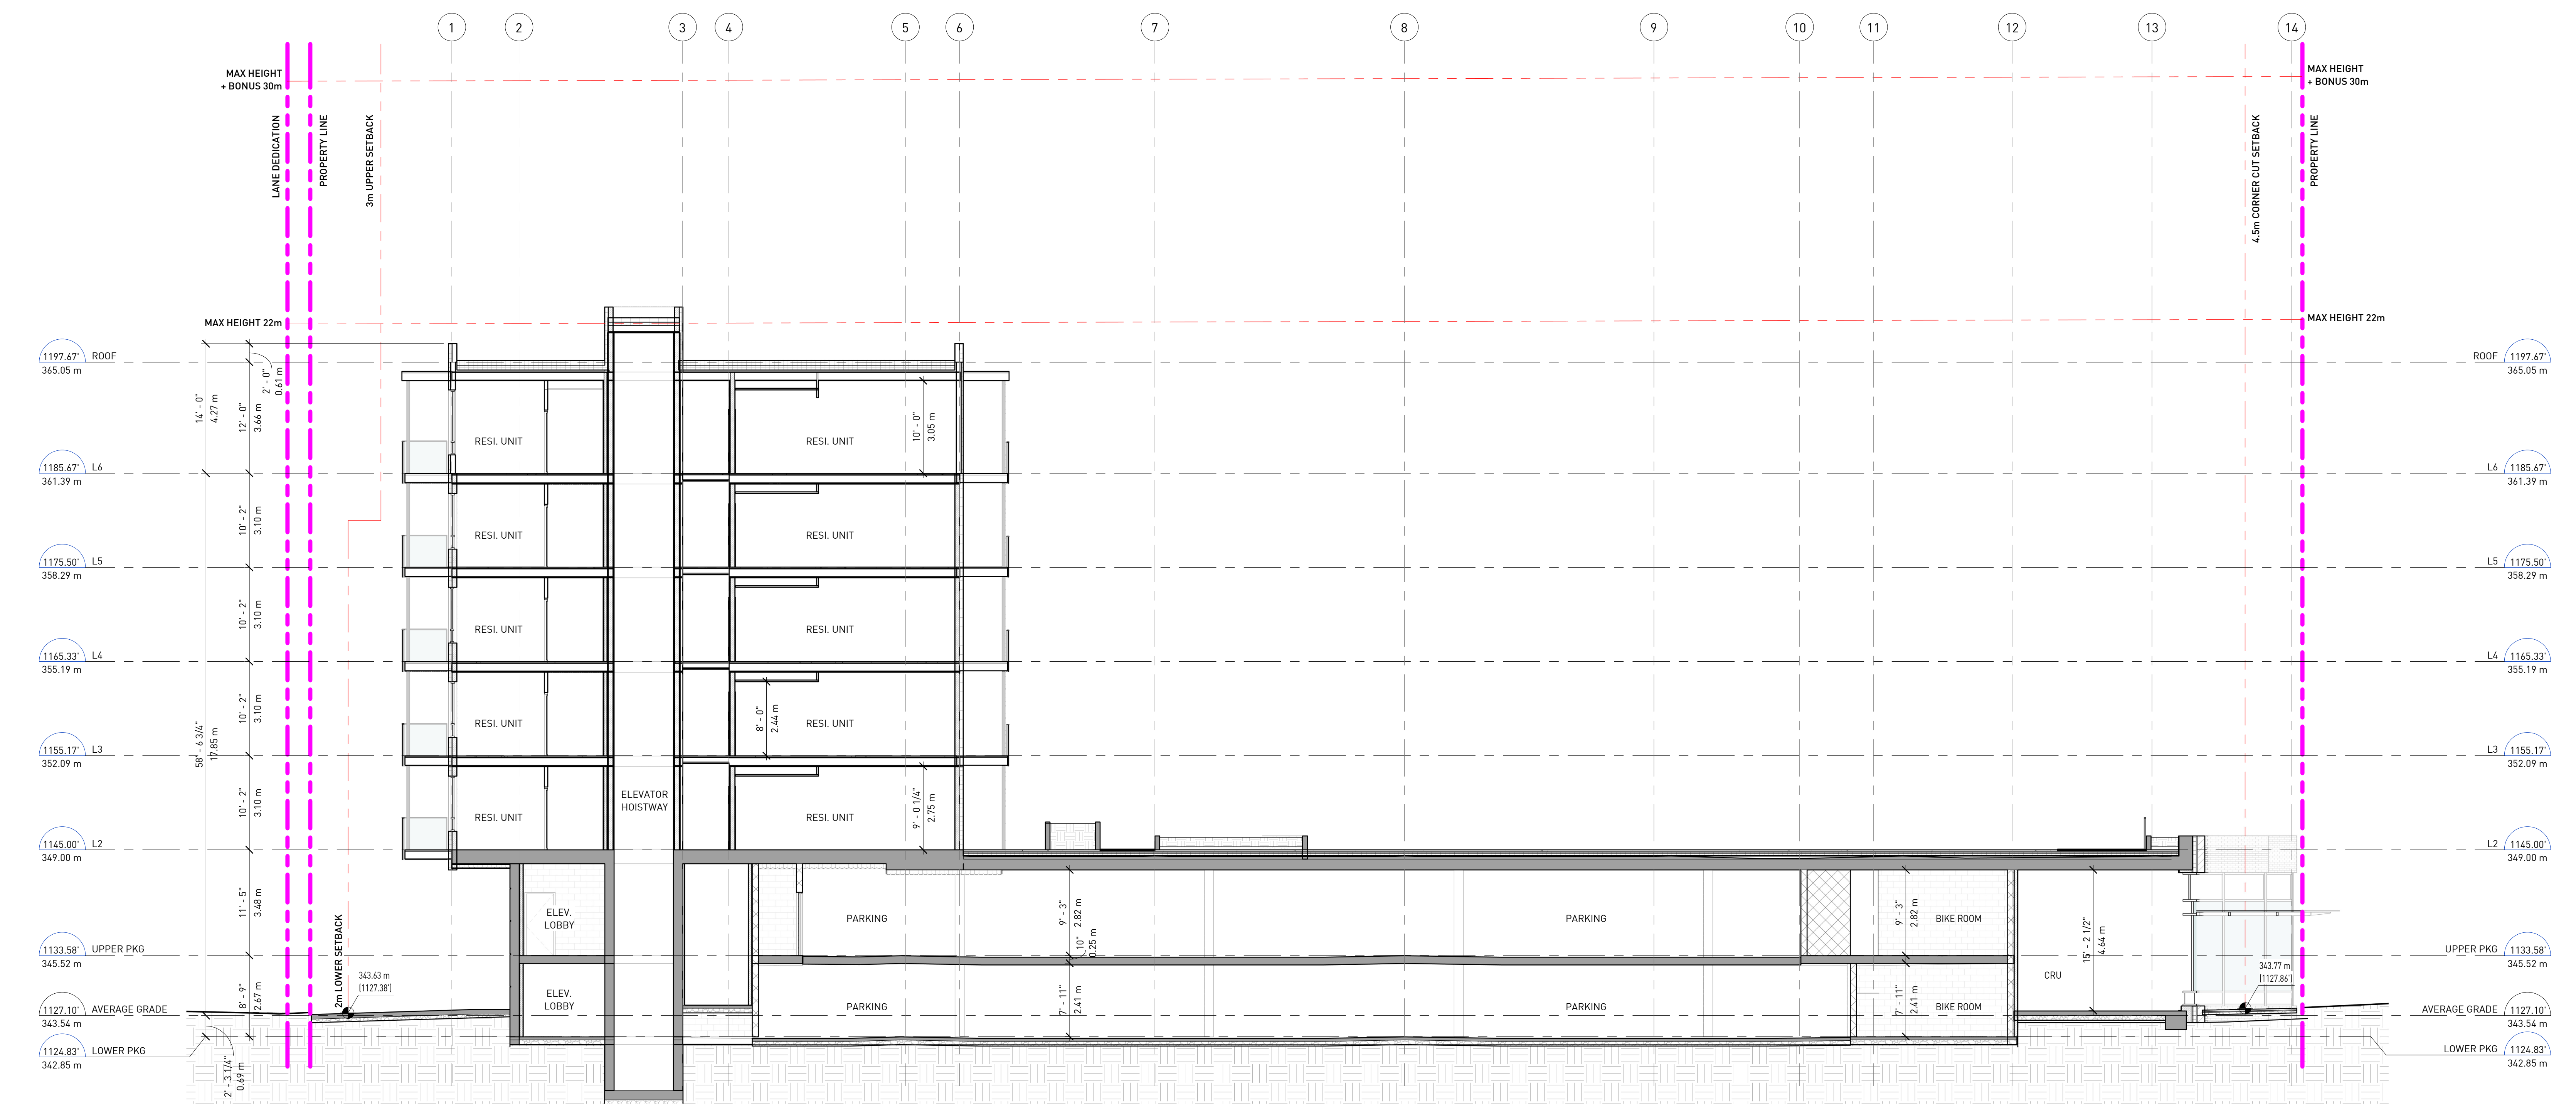 1 2 3 4 5 6 7 8 9 10 11 12 13 14
MAX HEIGHT
+ BONUS 30m
MAX HEIGHT
+ BONUS 30m
LANE DEDICATION
PROPERTY LINE
3m UPPER SETBACK
4.5m CORNER CUT SETBACK
PROPERTY LINE
MAX HEIGHT 22m
MAX HEIGHT 22m
1197.67' ROOF
365.05 m
2' - 0"
0.61 m
14' - 0"
4.27 m
12' - 0"
3.66 m
ROOF 1197.67'
365.05 m
RESI. UNIT
RESI. UNIT
10' - 0"
3.05 m
1185.67' L6
361.39 m
L6 1185.67'
361.39 m
10' - 2"
3.10 m
RESI. UNIT
RESI. UNIT
1175.50' L5
358.29 m
L5 1175.50'
358.29 m
10' - 2"
3.10 m
RESI. UNIT
RESI. UNIT
1165.33' L4
355.19 m
L4 1165.33'
355.19 m
58' - 6 3/4"
17.85 m
10' - 2"
3.10 m
RESI. UNIT
8' - 0"
2.44 m
RESI. UNIT
1155.17' L3
352.09 m
L3 1155.17'
352.09 m
10' - 2"
3.10 m
RESI. UNIT
ELEVATOR
HOISTWAY
RESI. UNIT
9' - 0 1/4"
2.75 m
1145.00' L2
349.00 m
L2 1145.00'
349.00 m
11' - 5"
3.48 m
ELEV.
LOBBY
PARKING
9' - 3"
2.82 m
10"
0.25 m
PARKING
9' - 3"
2.82 m
BIKE ROOM
15' - 2 1/2"
4.64 m
1133.58' UPPER PKG
345.52 m
UPPER PKG 1133.58'
345.52 m
8' - 9"
2.67 m
2m LOWER SETBACK
343.63 m
(1127.38')
ELEV.
LOBBY
PARKING
7' - 11"
2.41 m
PARKING
7' - 11"
2.41 m
BIKE ROOM
CRU
343.77 m
(1127.86')
1127.10' AVERAGE GRADE
343.54 m
AVERAGE GRADE 1127.10'
343.54 m
1124.83' LOWER PKG
342.85 m
LOWER PKG 1124.83'
342.85 m
2' - 3 1/4"
0.69 m